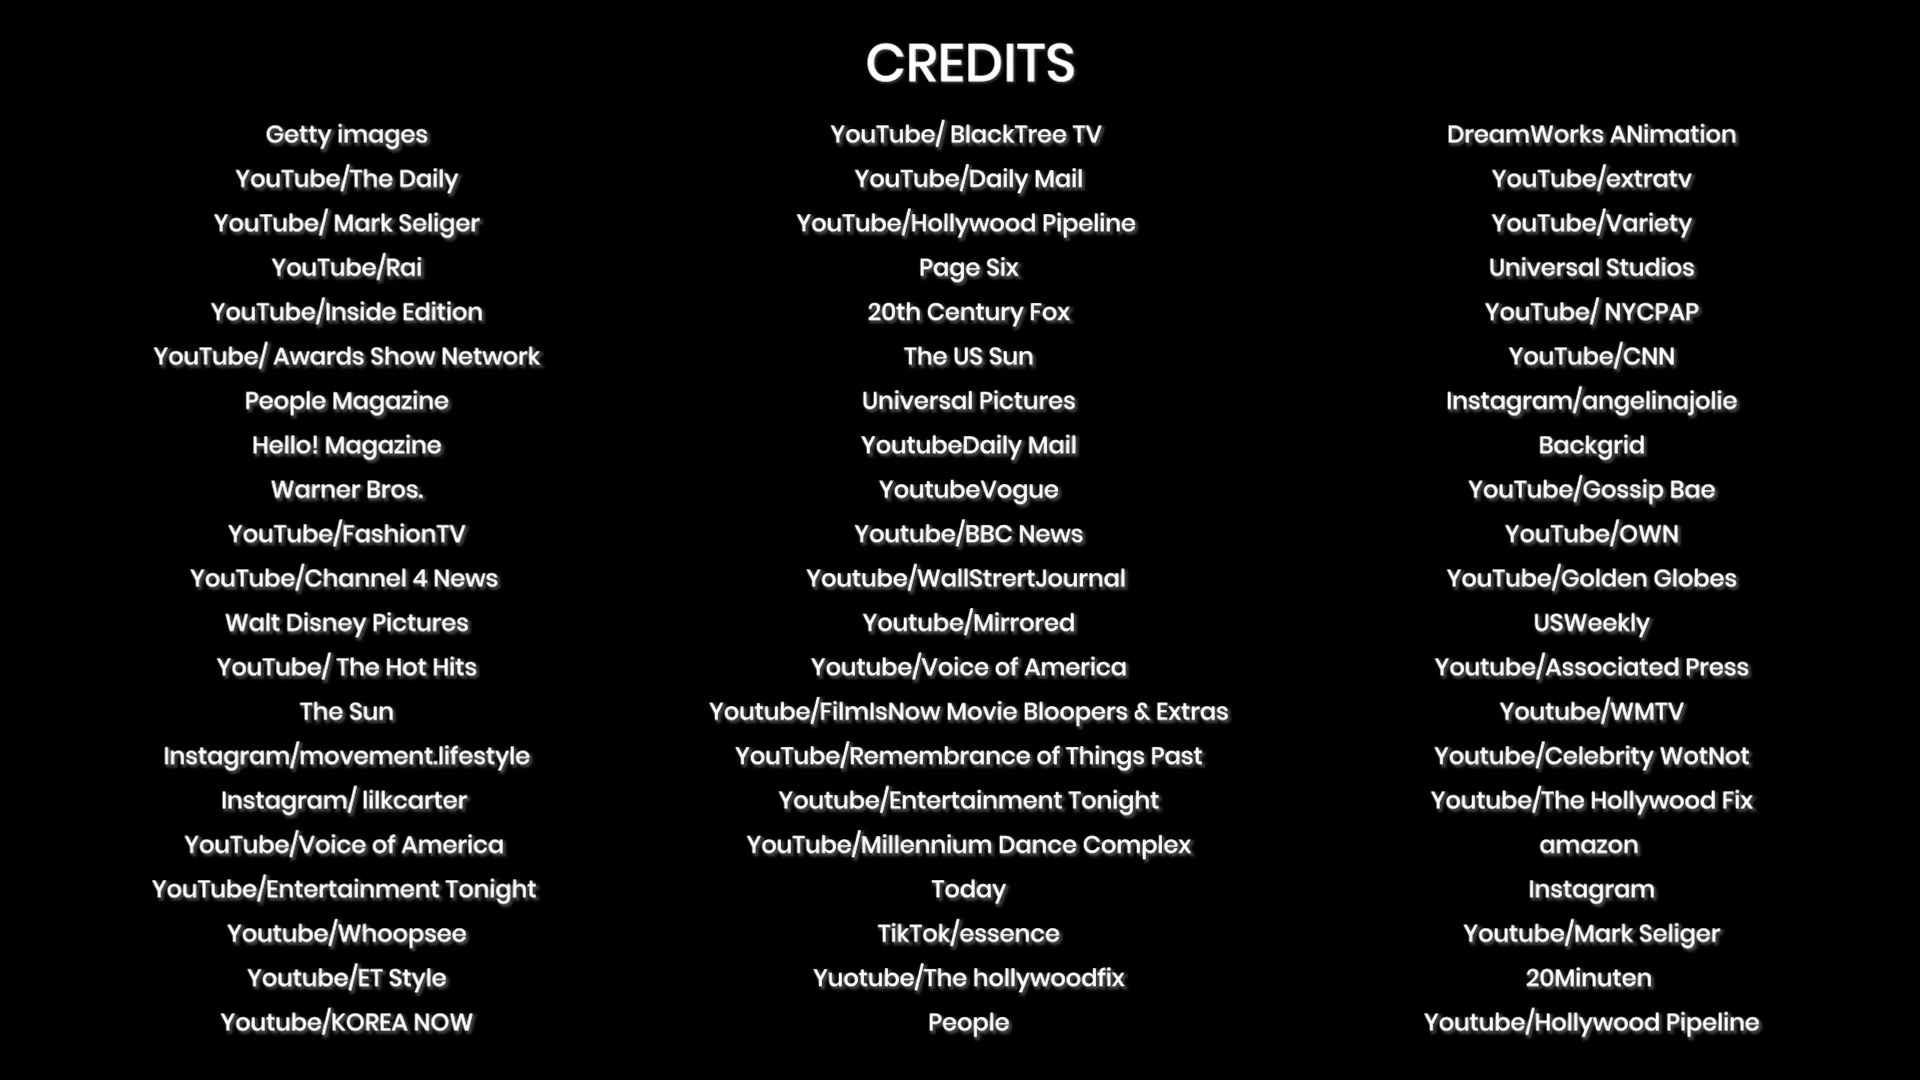 CREDITS
Getty images
YouTube/The Daily
YouTube/ Mark Seliger
YouTube/Rai
YouTube/Inside Edition
YouTube/ Awards Show Network
People Magazine
Hello! Magazine
Warner Bros.
YouTube/FashionTV
YouTube/Channel 4 News
Walt Disney Pictures
YouTube/ The Hot Hits
The Sun
Instagram/movement.lifestyle
Instagram/ lilkcarter
YouTube/Voice of America
YouTube/Entertainment Tonight
Youtube/Whoopsee
Youtube/ET Style
Youtube/KOREA NOW
YouTube/ BlackTree TV
YouTube/Daily Mail
YouTube/Hollywood Pipeline
Page Six
20th Century Fox
The US Sun
Universal Pictures
YoutubeDaily Mail
YoutubeVogue
Youtube/BBC News
Youtube/WallStrertJournal
Youtube/Mirrored
Youtube/Voice of America
Youtube/FilmIsNow Movie Bloopers & Extras
YouTube/Remembrance of Things Past
Youtube/Entertainment Tonight
YouTube/Millennium Dance Complex
Today
TikTok/essence
Yuotube/The hollywoodfix
People
DreamWorks ANimation
YouTube/extratv
YouTube/Variety
Universal Studios
YouTube/ NYCPAP
YouTube/CNN
Instagram/angelinajolie
Backgrid
YouTube/Gossip Bae
YouTube/OWN
YouTube/Golden Globes
USWeekly
Youtube/Associated Press
Youtube/WMTV
Youtube/Celebrity WotNot
Youtube/The Hollywood Fix
amazon
Instagram
Youtube/Mark Seliger
20Minuten
Youtube/Hollywood Pipeline